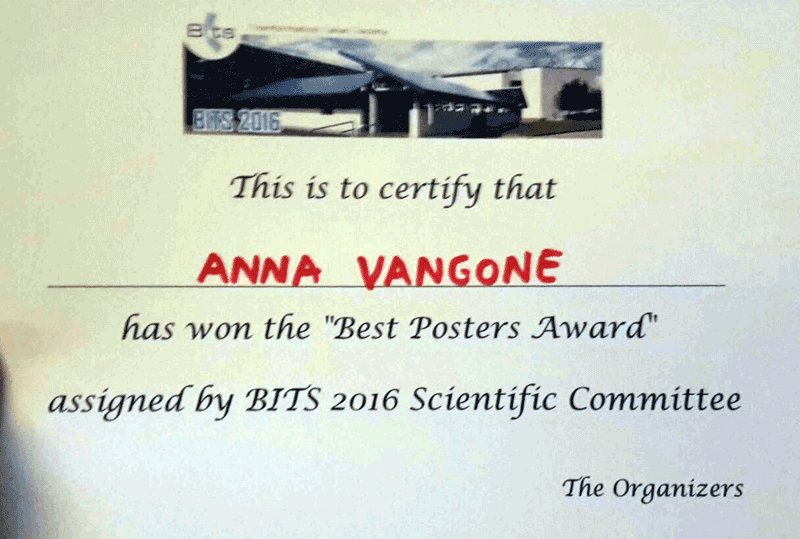 Bits
BITS 2016
This is to certify that
ANNA VANGONE
has won the "Best Posters Award"
assigned by BITS 2016 Scientific Committee
The Organizers